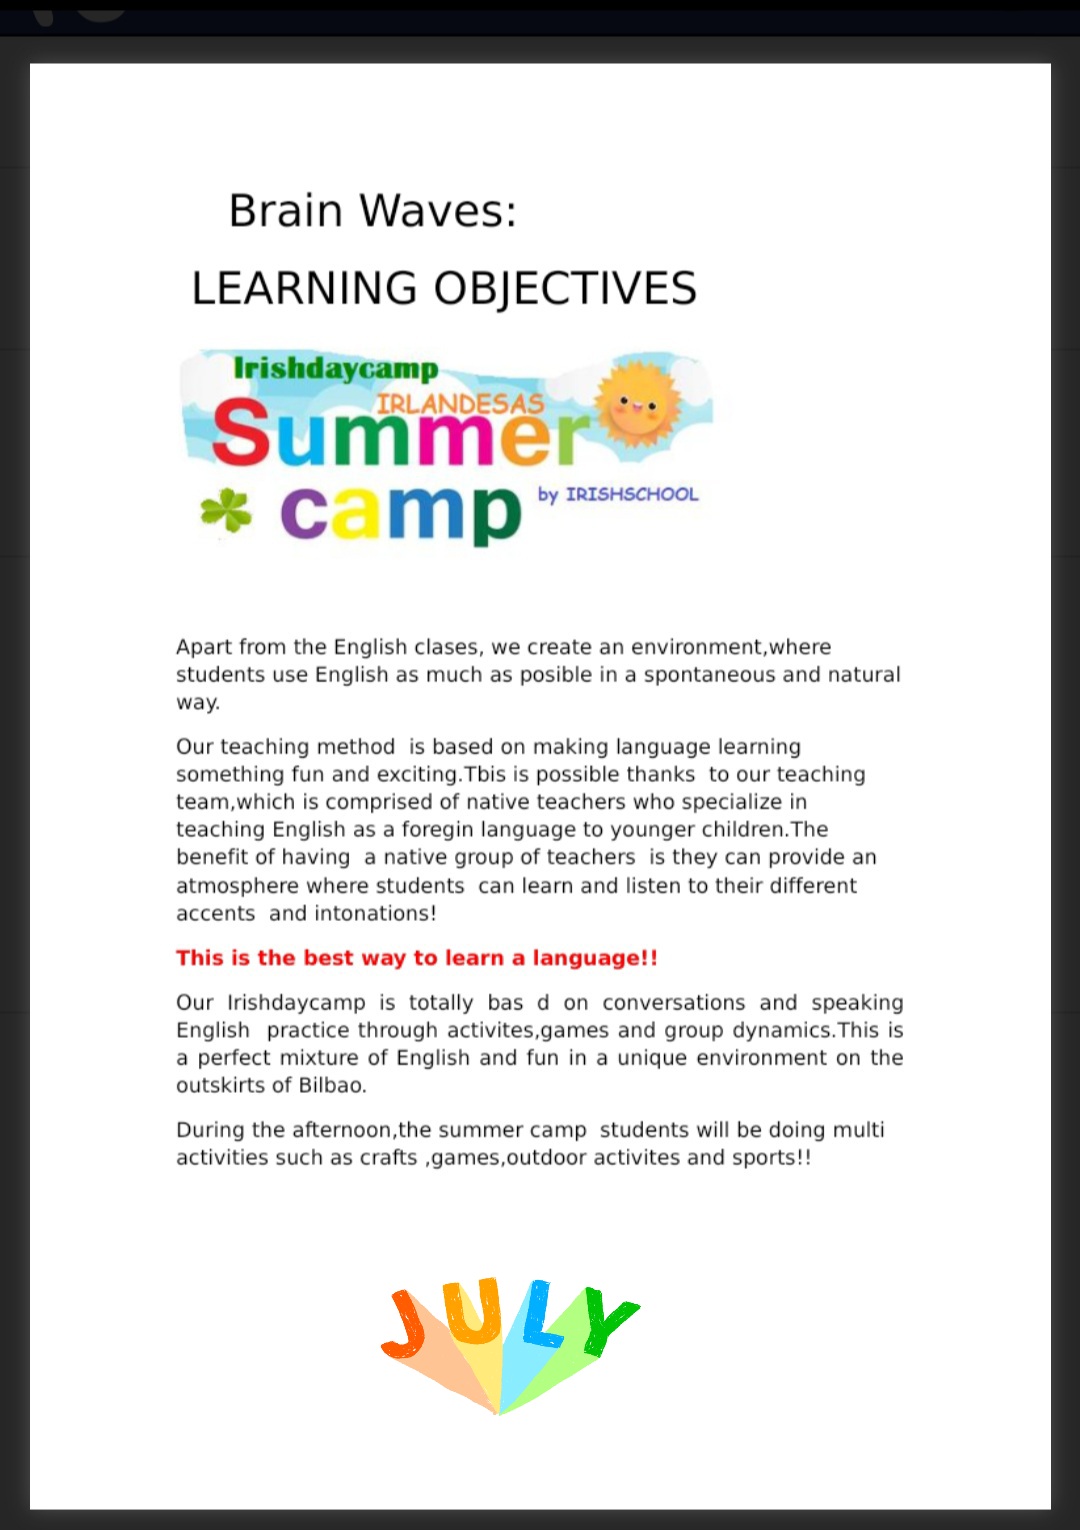 Brain Waves:
LEARNING OBJECTIVES
Irishdaycamp
IRLANDESAS
Summer
camp
by IRISHSCHOOL
Apart from the English clases, we create an environment,where
students use English as much as posible in a spontaneous and natural
way.
Our teaching method  is based on making language learning
something fun and exciting.Tbis is possible thanks  to our teaching
team,which is comprised of native teachers who specialize in
teaching English as a foregin language to younger children.The
benefit of having  a native group of teachers  is they can provide an
atmosphere where students  can learn and listen to their different
accents  and intonations!
This is the best way to learn a language!!
Our Irishdaycamp is totally bas d on conversations and speaking
English  practice through activites,games and group dynamics.This is
a perfect mixture of English and fun in a unique environment on the
outskirts of Bilbao.
During the afternoon,the summer camp  students will be doing multi
activities such as crafts ,games,outdoor activites and sports!!
JULY